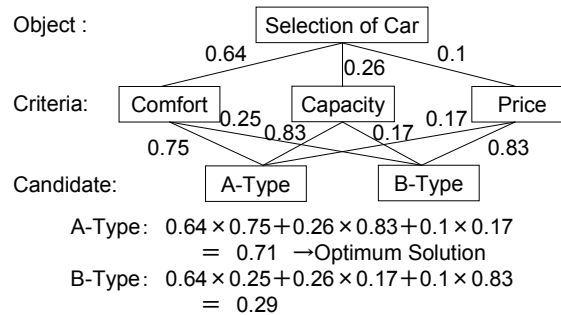 Object : Selection of Car
0.64 0.26 0.1
Criteria: Comfort Capacity Price
0.25 0.83 0.17 0.17
0.75 0.83
Candidate: A-Type B-Type
A-Type: 0.64×0.75+0.26×0.83+0.1×0.17
= 0.71 →Optimum Solution
B-Type: 0.64×0.25+0.26×0.17+0.1×0.83
= 0.29